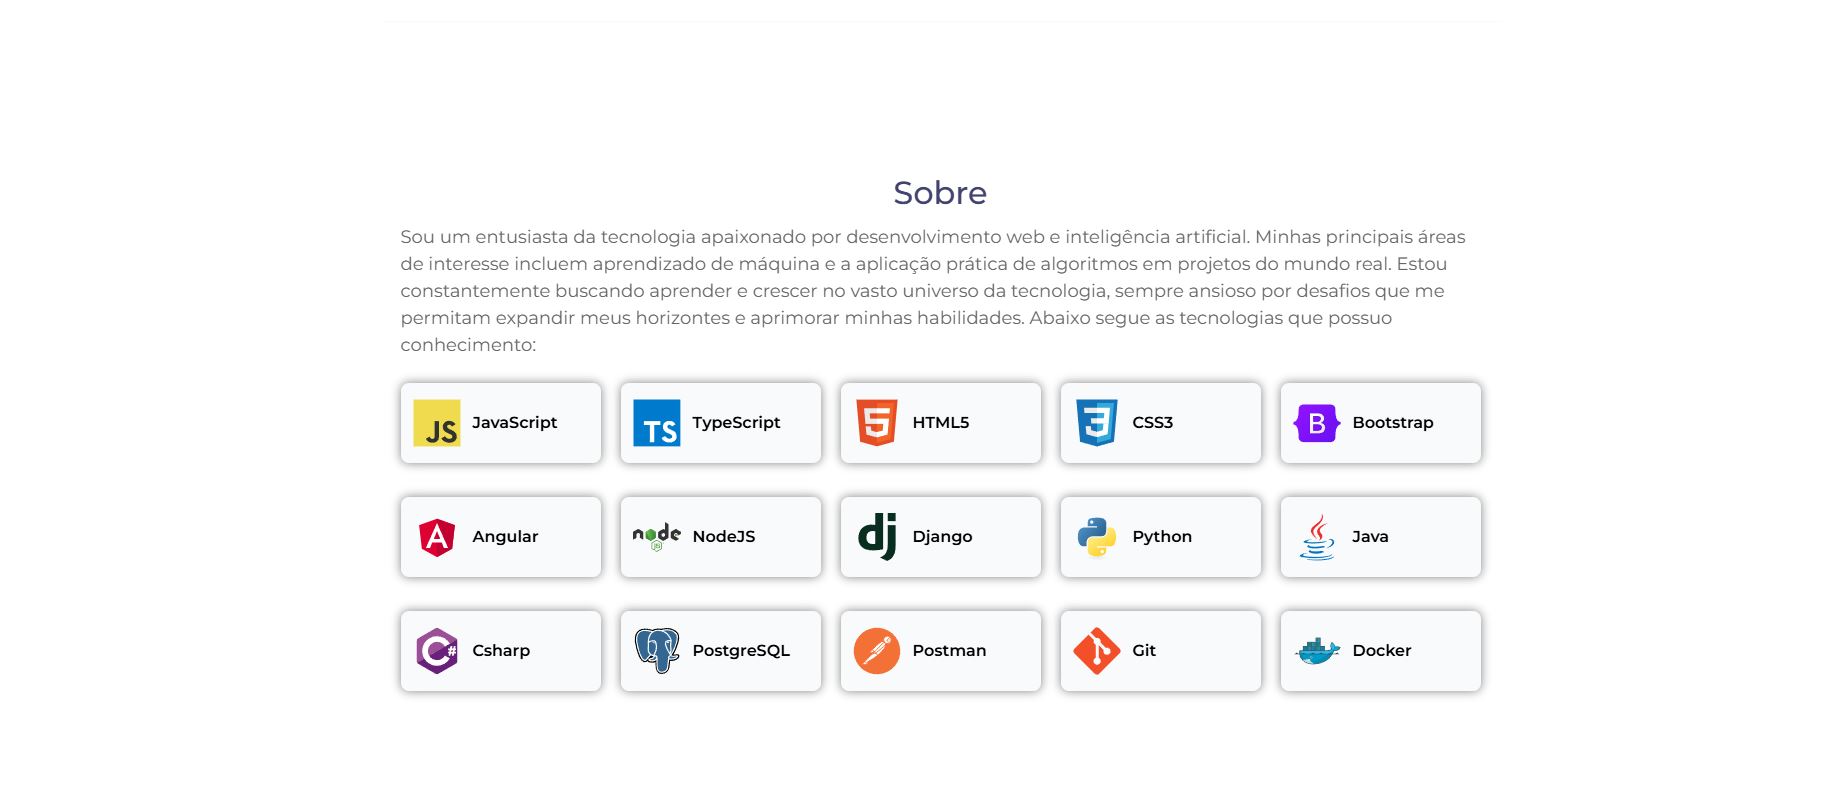 Sobre
Sou um entusiasta da tecnologia apaixonado por desenvolvimento web e inteligência artificial. Minhas principais áreas
de interesse incluem aprendizado de máquina e a aplicação prática de algoritmos em projetos do mundo real. Estou
constantemente buscando aprender e crescer no vasto universo da tecnologia, sempre ansioso por desafios que me
permitam expandir meus horizontes e aprimorar minhas habilidades. Abaixo segue as tecnologias que possuo
conhecimento:
JS JavaScript
TS TypeScript
5 HTML5
3 CSS3
B Bootstrap
A Angular
node JS NodeJS
dj Django
Python
Java
C# Csharp
PostgreSQL
Postman
Git
Docker